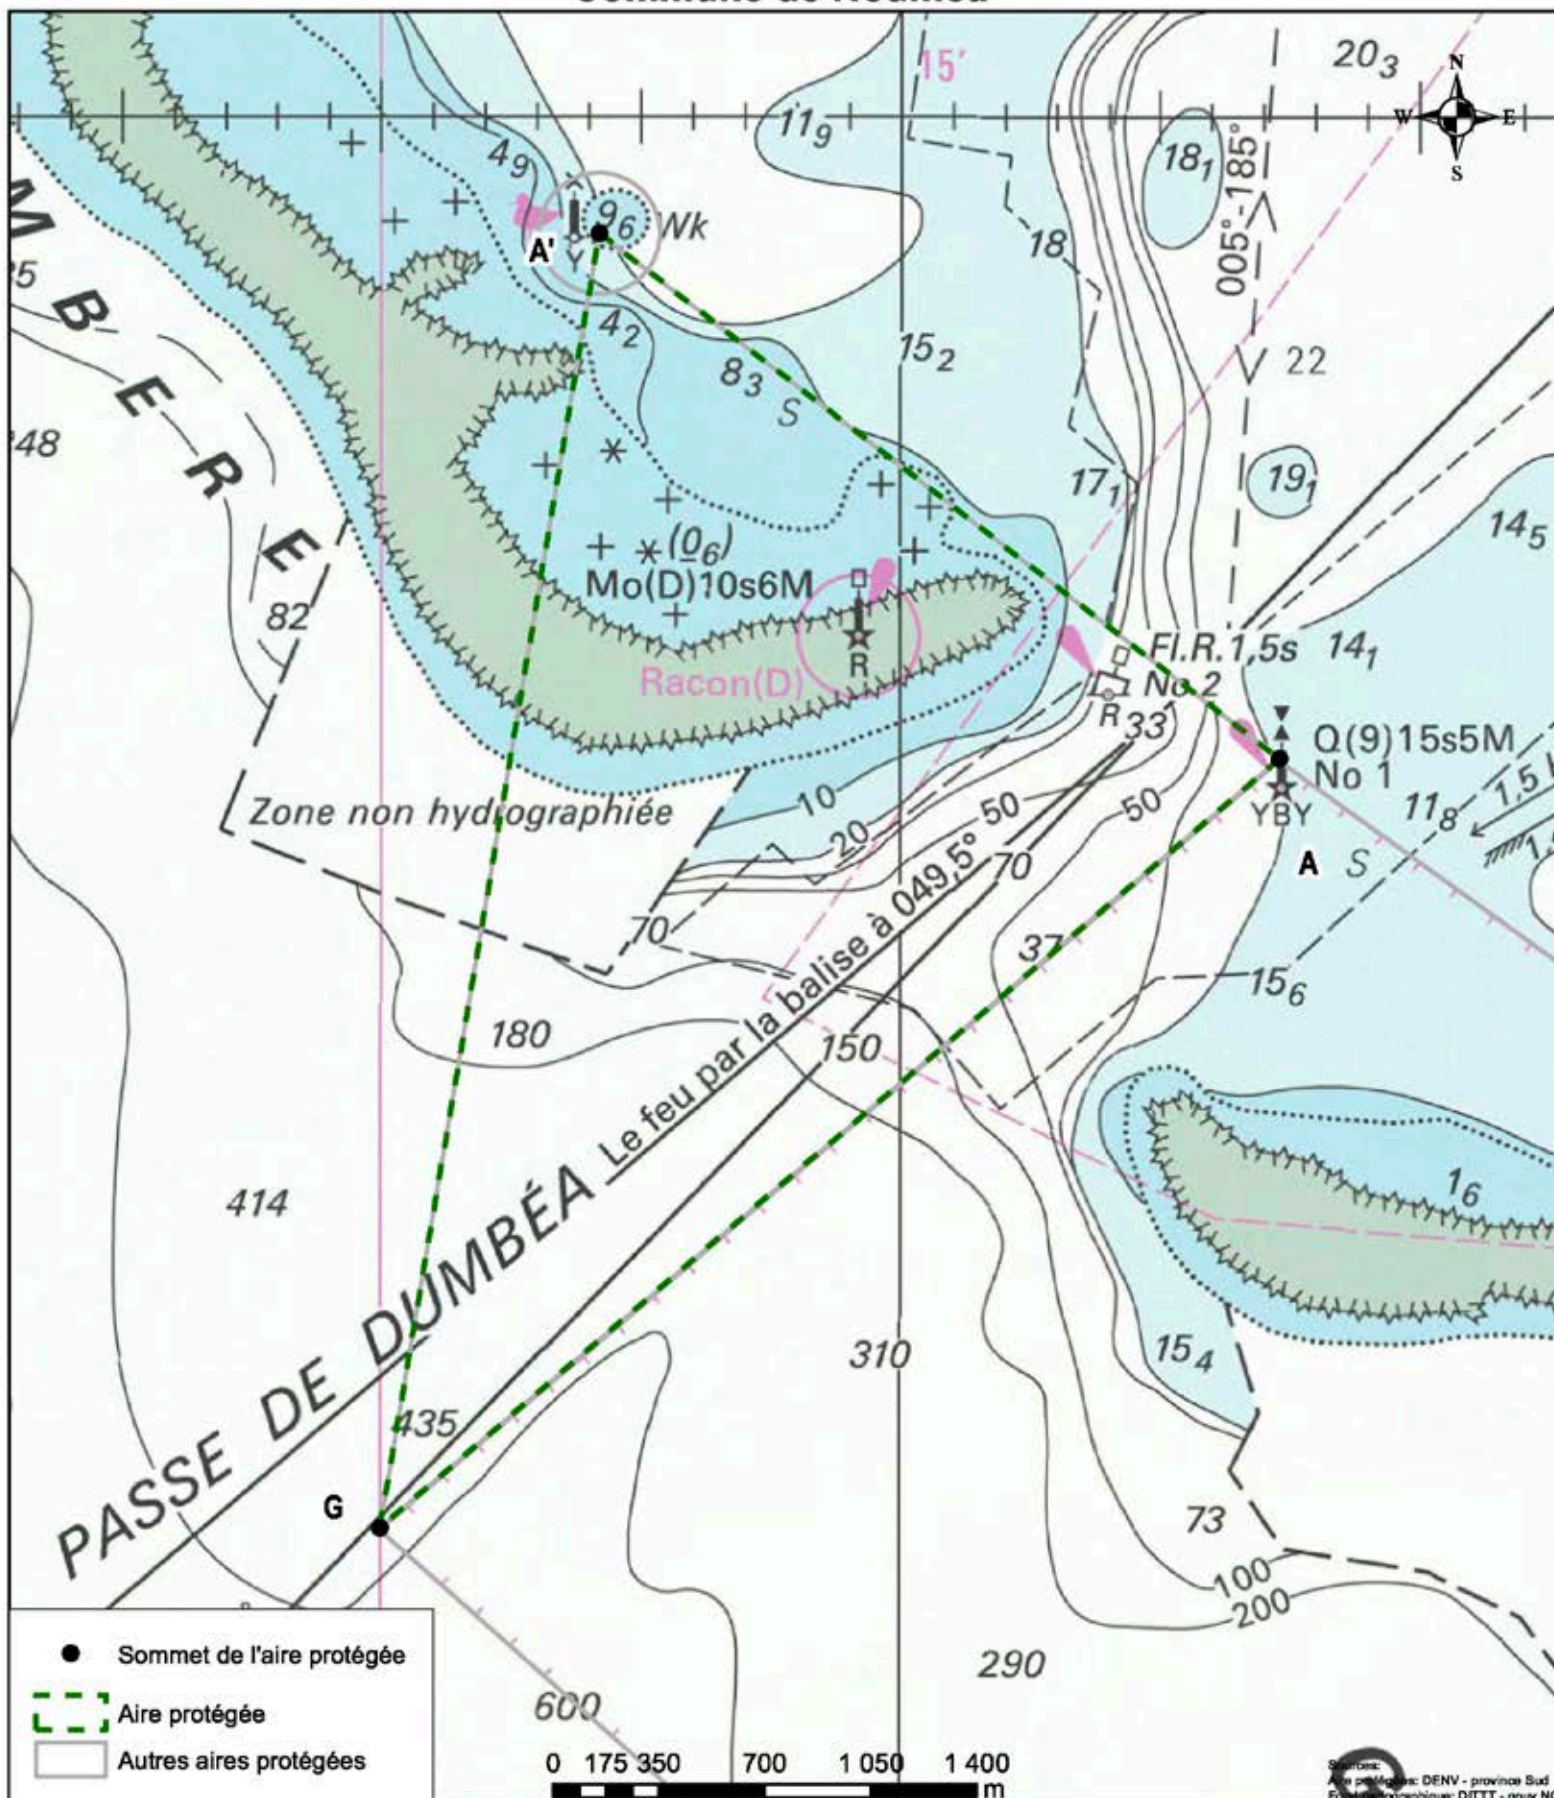 15'
20₃
N
W E
S
11₉
4₉
18₁
005°-185°
9₆ Wk
A'
Y
18
4₂
15₂
22
8₃
S
MBERE
48
17₁
19₁
14₅
(0₆)
Mo(D)10s6M
82
R
Racon(D)
Fl.R.1,5s 14₁
No 2
R 33
Q(9)15s5M
No 1
YBY
11₈
A S
Zone non hydrographiée
10
20
50
50
70
70
37
15₆
180
150
PASSE DE DUMBÉA Le feu par la balise à 049,5°
414
1₆
310
15₄
435
G
73
100
200
290
600
Sommet de l'aire protégée
Aire protégée
Autres aires protégées
0 175 350 700 1 050 1 400
m
Sources:
Aire protégées: DENV - province Sud